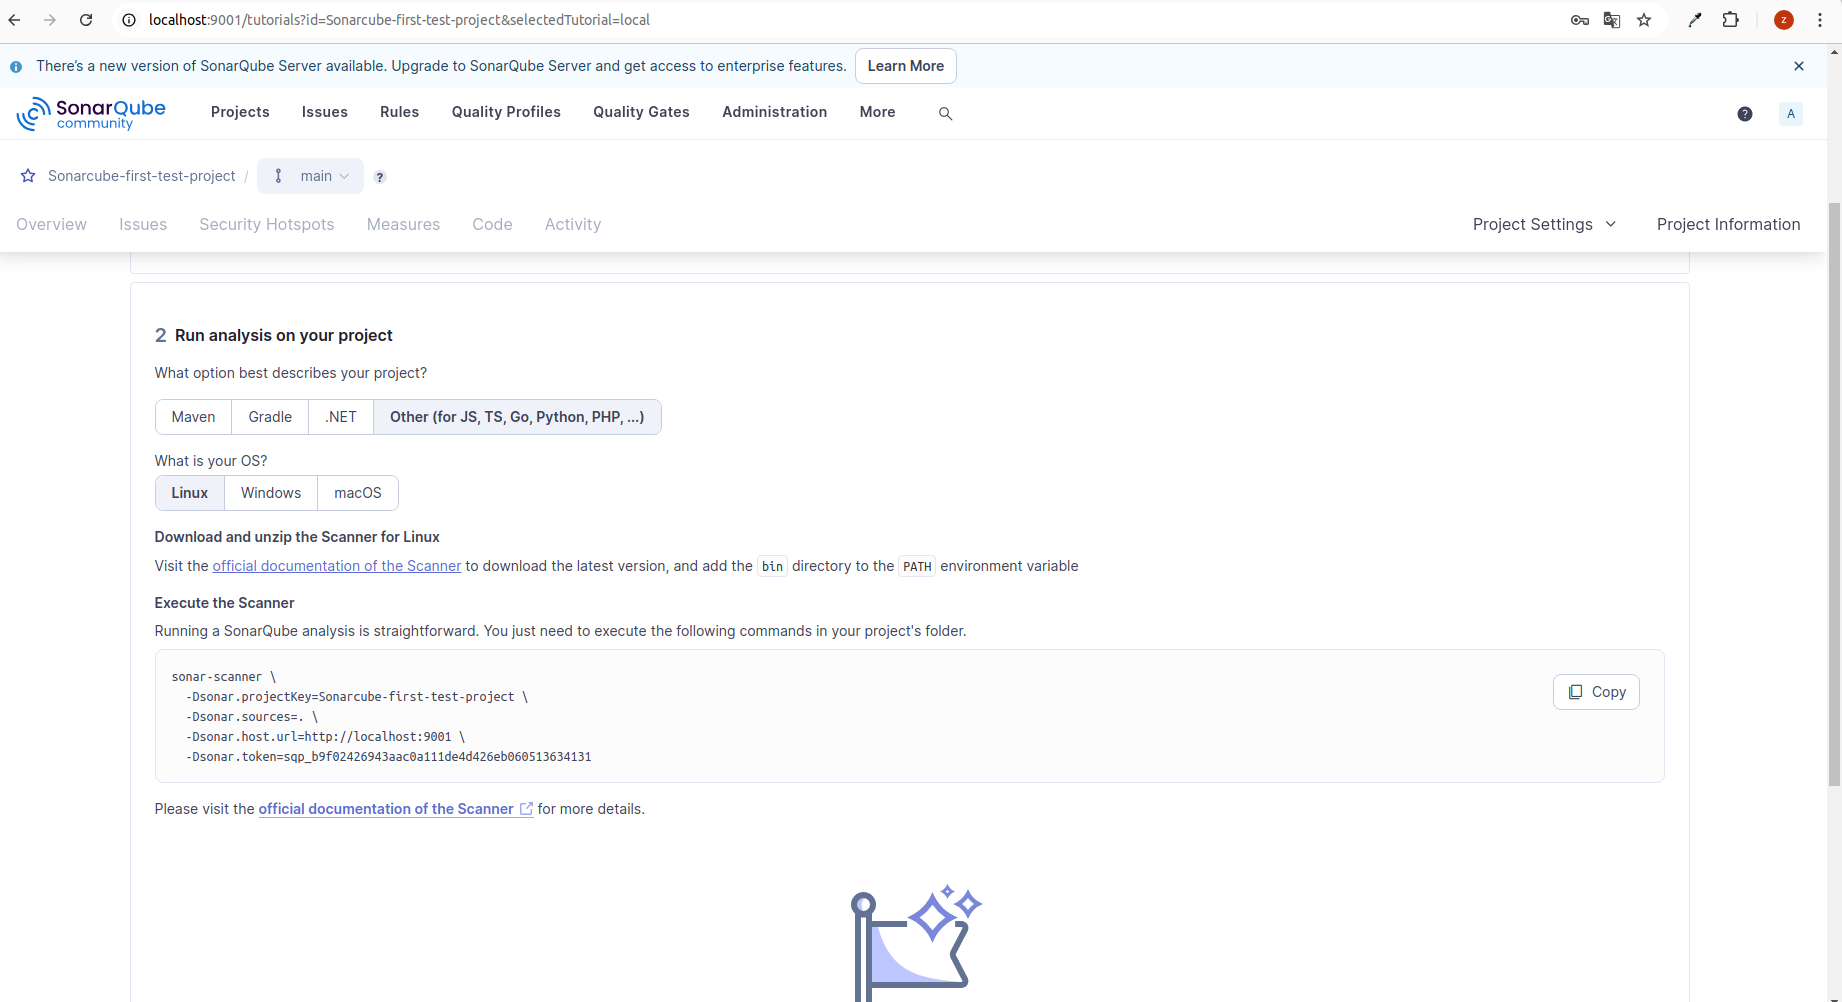 localhost:9001/tutorials?id=Sonarcube-first-test-project&selectedTutorial=local
z
There's a new version of SonarQube Server available. Upgrade to SonarQube Server and get access to enterprise features. Learn More
SonarQube community Projects Issues Rules Quality Profiles Quality Gates Administration More ? A
Sonarcube-first-test-project / main ?
Overview Issues Security Hotspots Measures Code Activity Project Settings Project Information
2 Run analysis on your project
What option best describes your project?
Maven Gradle .NET Other (for JS, TS, Go, Python, PHP, ...)
What is your OS?
Linux Windows macOS
Download and unzip the Scanner for Linux
Visit the official documentation of the Scanner to download the latest version, and add the bin directory to the PATH environment variable
Execute the Scanner
Running a SonarQube analysis is straightforward. You just need to execute the following commands in your project's folder.
sonar-scanner \
-Dsonar.projectKey=Sonarcube-first-test-project \
-Dsonar.sources=. \
-Dsonar.host.url=http://localhost:9001 \
-Dsonar.token=sqp_b9f02426943aac0a111de4d426eb060513634131
Copy
Please visit the official documentation of the Scanner for more details.